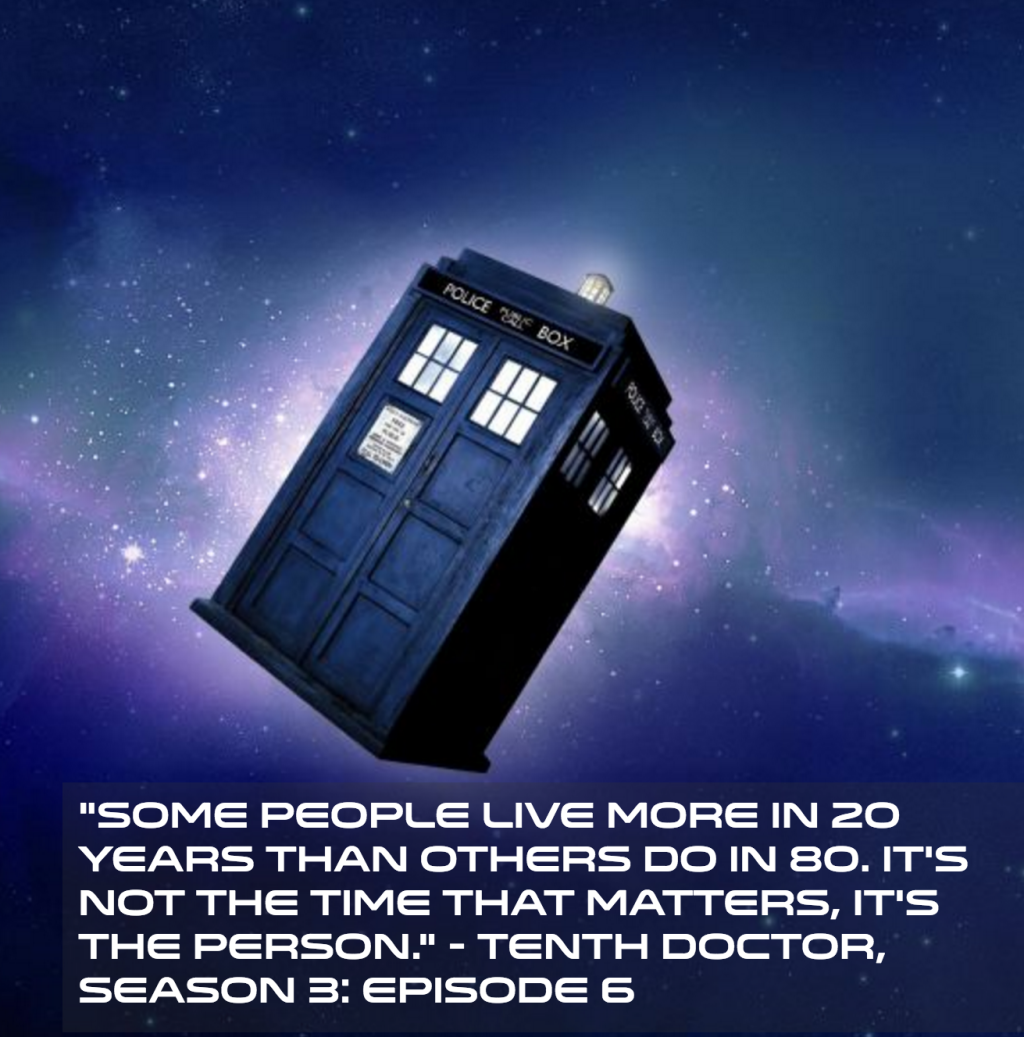 POLICE PUBLIC CALL BOX
"SOME PEOPLE LIVE MORE IN 20
YEARS THAN OTHERS DO IN 80. IT'S
NOT THE TIME THAT MATTERS, IT'S
THE PERSON." - TENTH DOCTOR,
SEASON 3: EPISODE 6